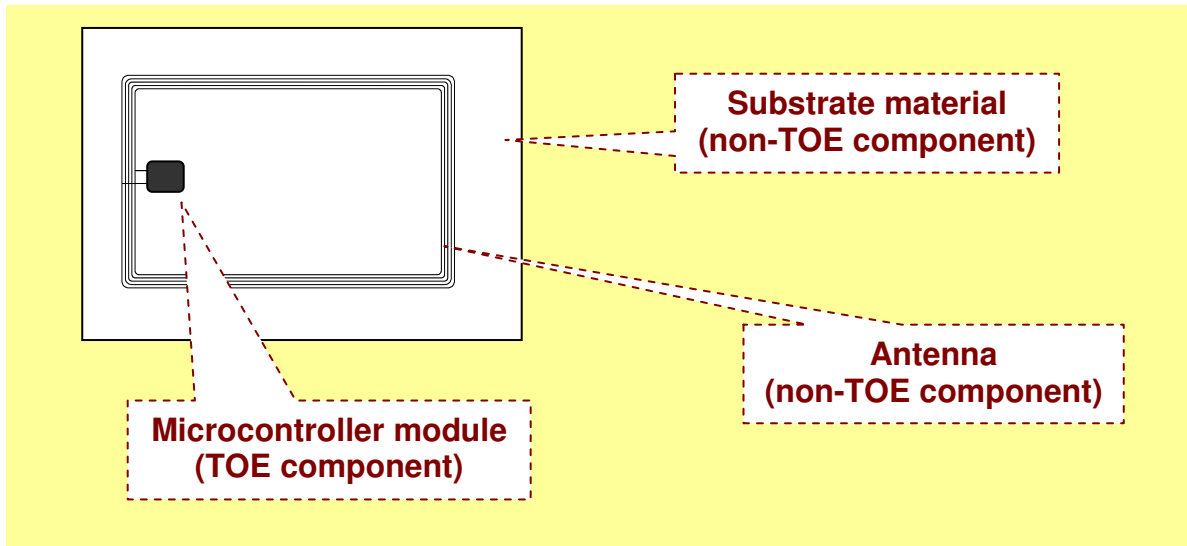 Substrate material
(non-TOE component)
Antenna
(non-TOE component)
Microcontroller module
(TOE component)